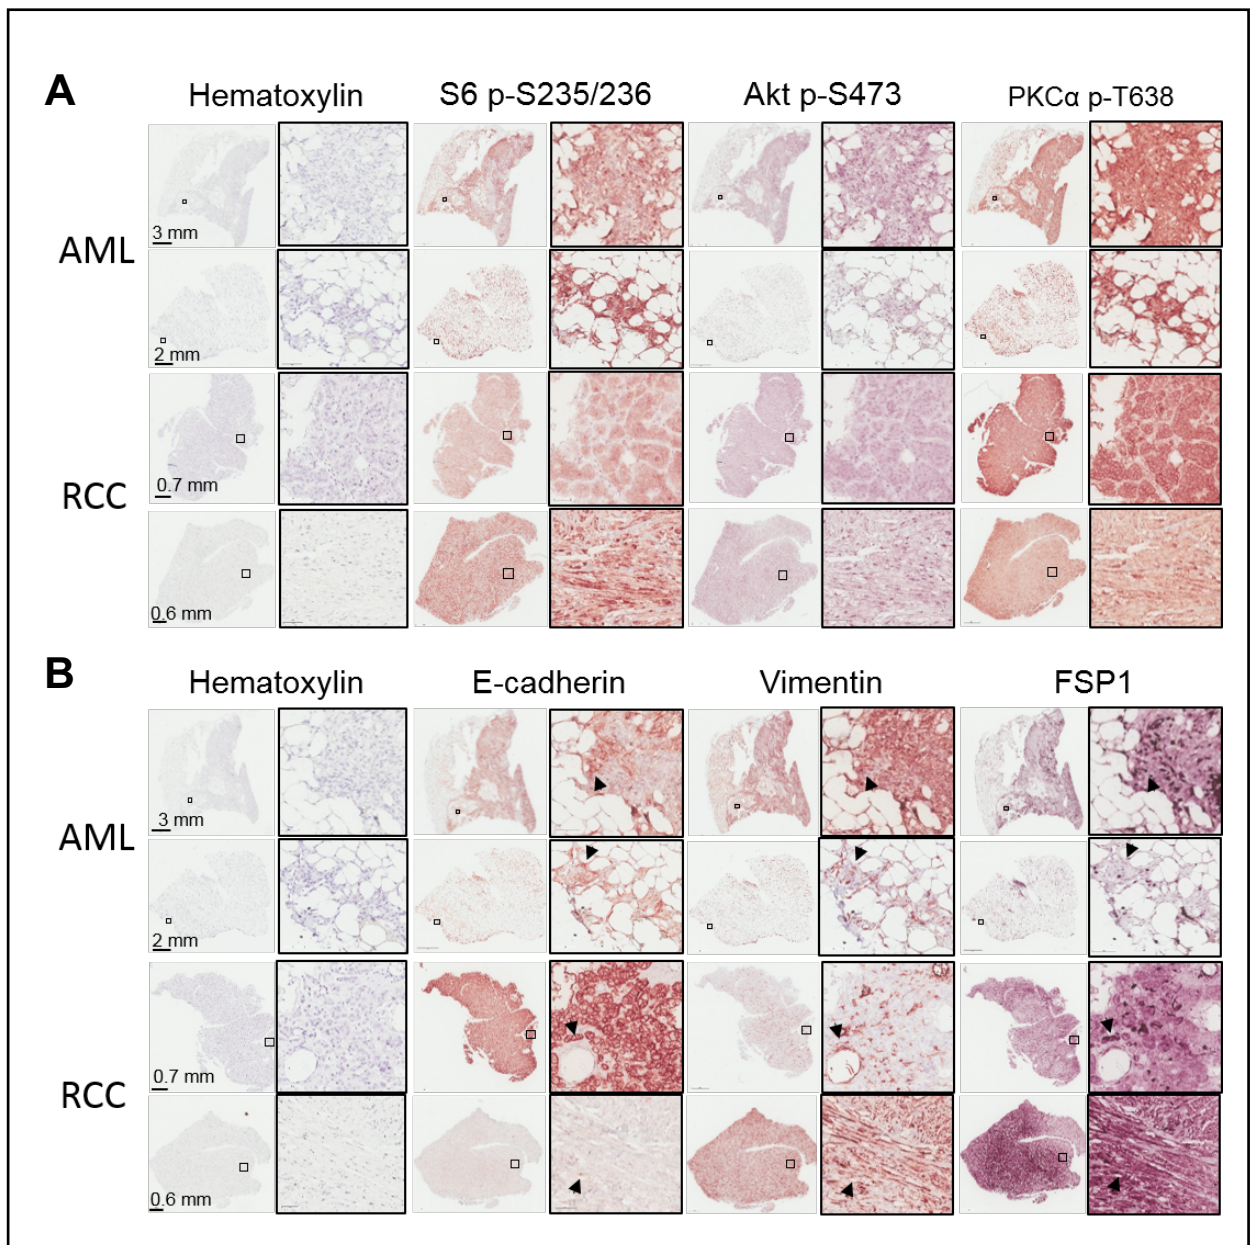 A
Hematoxylin S6 p-S235/236 Akt p-S473 PKCα p-T638
AML
3 mm
2 mm
RCC
0.7 mm
0.6 mm
B
Hematoxylin E-cadherin Vimentin FSP1
AML
3 mm
2 mm
RCC
0.7 mm
0.6 mm